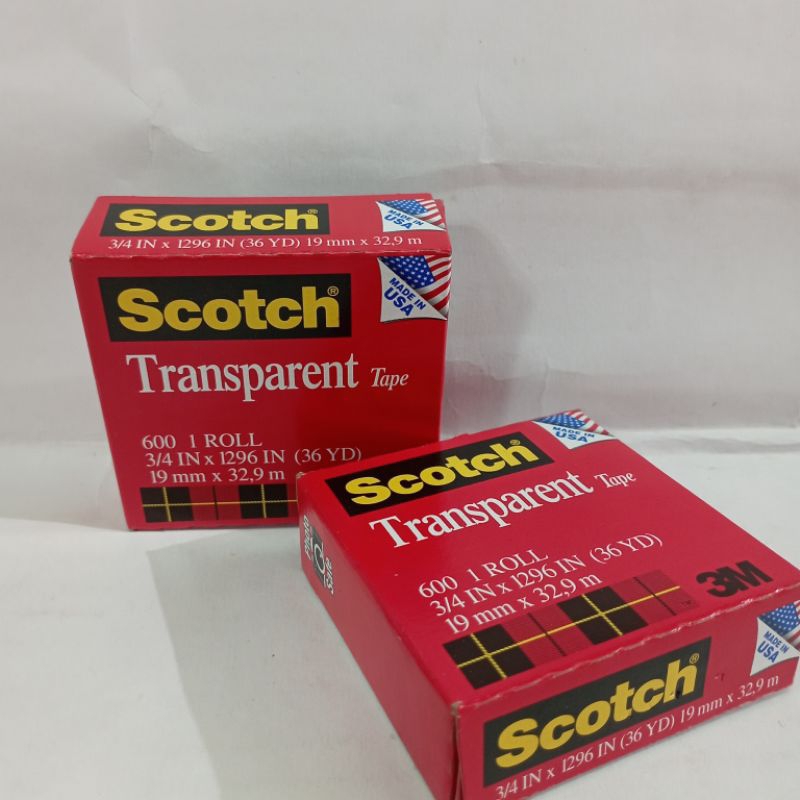 Scotch®
MADE IN
USA
3/4 IN x 1296 IN (36 YD) 19 mm x 32,9 m
Scotch®
MADE IN
USA
Transparent Tape
600 1 ROLL
3/4 IN x 1296 IN (36 YD)
19 mm x 32,9 m
Scotch®
MADE IN
USA
Transparent Tape
600 1 ROLL
3/4 IN x 1296 IN (36 YD)
19 mm x 32,9 m
3M
Scotch®
MADE IN
USA
3/4 IN x 1296 IN (36 YD) 19 mm x 32,9 m
Photo
Safe